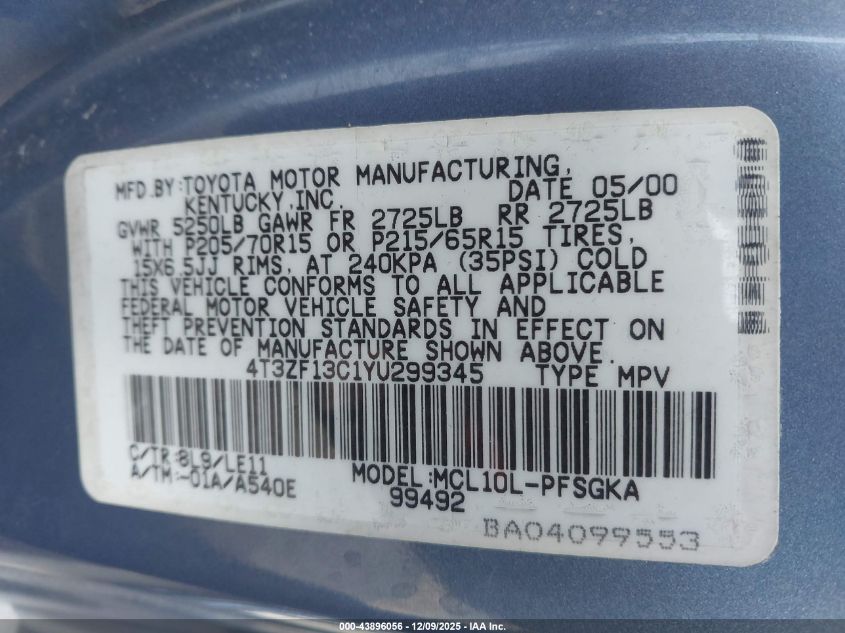 MFD.BY:TOYOTA MOTOR MANUFACTURING,
KENTUCKY,INC. DATE 05/00
GVWR 5250LB GAWR FR 2725LB RR 2725LB
WITH P205/70R15 OR P215/65R15 TIRES,
15X6.5JJ RIMS, AT 240KPA (35PSI) COLD
THIS VEHICLE CONFORMS TO ALL APPLICABLE
FEDERAL MOTOR VEHICLE SAFETY AND
THEFT PREVENTION STANDARDS IN EFFECT ON
THE DATE OF MANUFACTURE SHOWN ABOVE.
4T3ZF13C1YU299345 TYPE MPV
C/TR:8L9/LE11
A/TM:-01A/A540E
MODEL:MCL10L-PFSGKA
99492
BA04099553
000-43896056 - 12/09/2025 - IAA Inc.